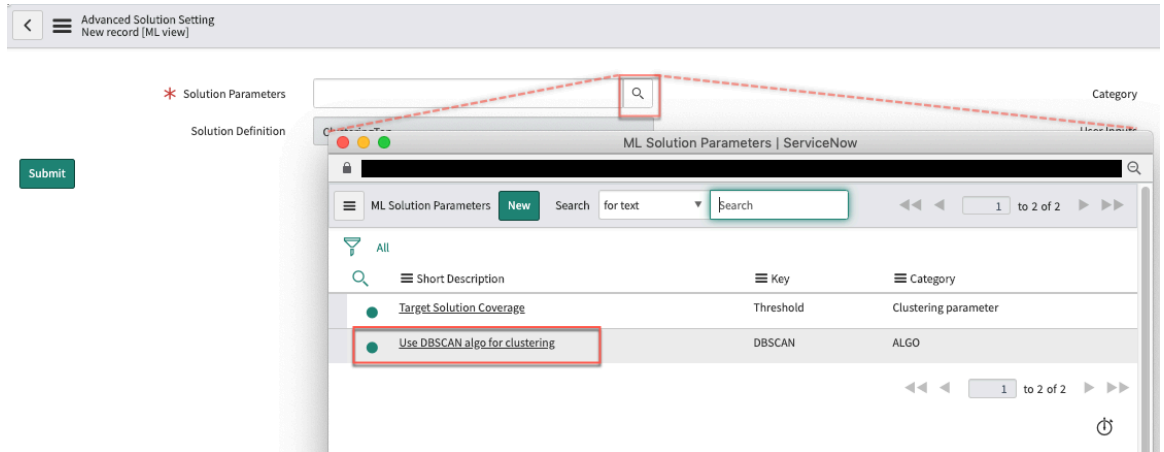 Advanced Solution Setting
New record [ML view]
Solution Parameters
Category
Solution Definition
User Inputs
Submit
ML Solution Parameters | ServiceNow
ML Solution Parameters New Search for text Search 1 to 2 of 2
All
Short Description Key Category
Target Solution Coverage Threshold Clustering parameter
Use DBSCAN algo for clustering DBSCAN ALGO
1 to 2 of 2